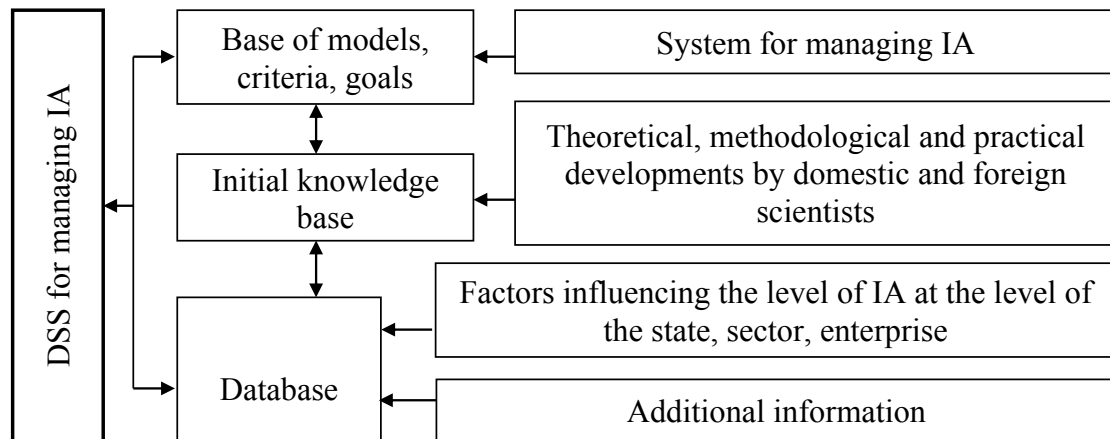 DSS for managing IA
Base of models,
criteria, goals
System for managing IA
Initial knowledge
base
Theoretical, methodological and practical
developments by domestic and foreign
scientists
Database
Factors influencing the level of IA at the level of
the state, sector, enterprise
Additional information